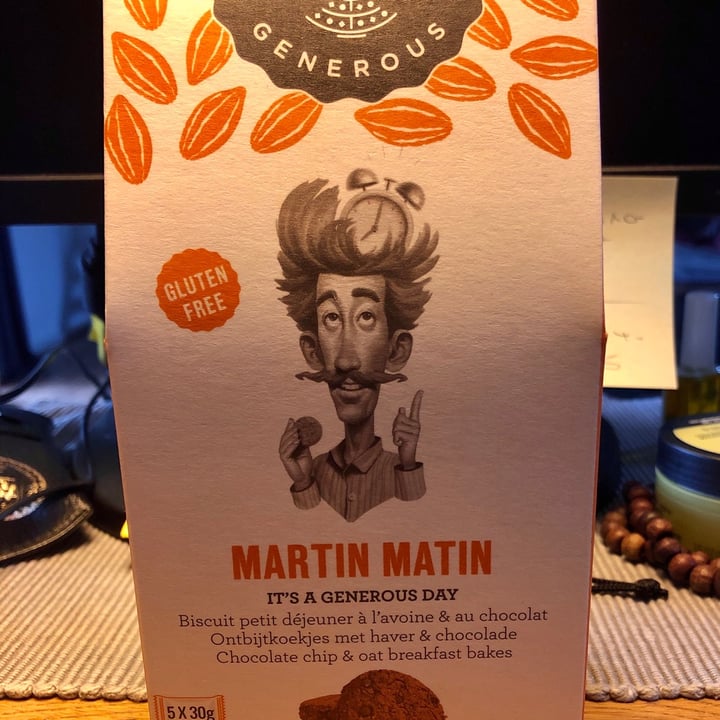 GENEROUS
GLUTEN
FREE
MARTIN MATIN
IT'S A GENEROUS DAY
Biscuit petit déjeuner à l'avoine & au chocolat
Ontbijtkoekjes met haver & chocolade
Chocolate chip & oat breakfast bakes
5 X 30g